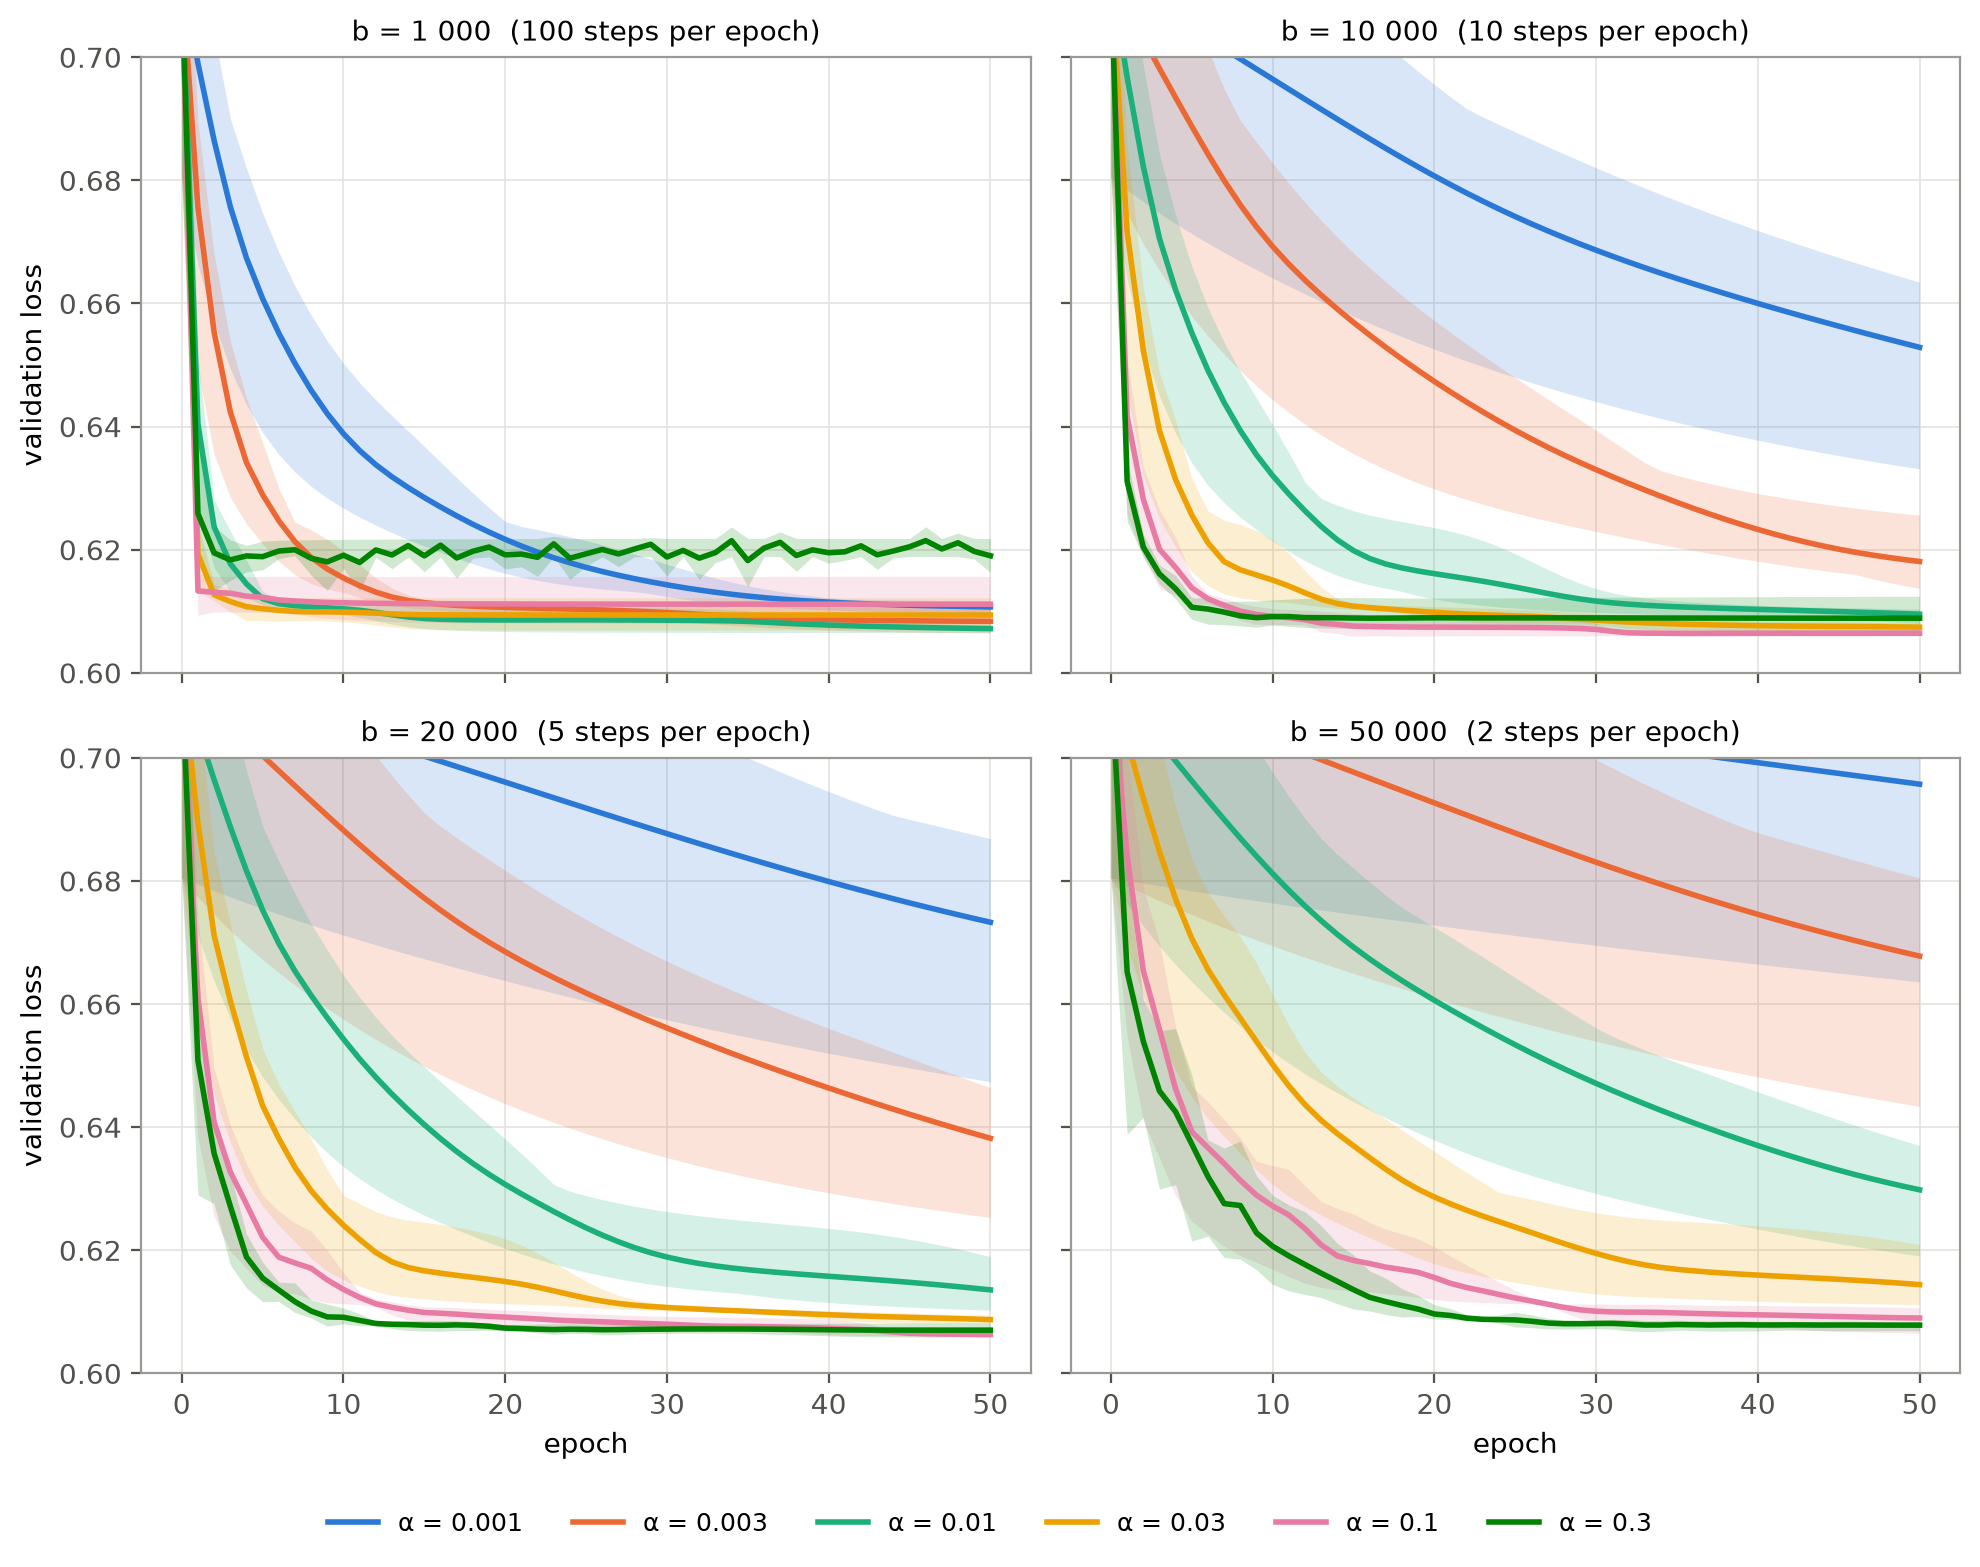 b = 1 000  (100 steps per epoch)
b = 10 000  (10 steps per epoch)
validation loss
0.70
0.68
0.66
0.64
0.62
0.60
b = 20 000  (5 steps per epoch)
b = 50 000  (2 steps per epoch)
validation loss
0.70
0.68
0.66
0.64
0.62
0.60
0 10 20 30 40 50
0 10 20 30 40 50
epoch
epoch
α = 0.001 α = 0.003 α = 0.01 α = 0.03 α = 0.1 α = 0.3